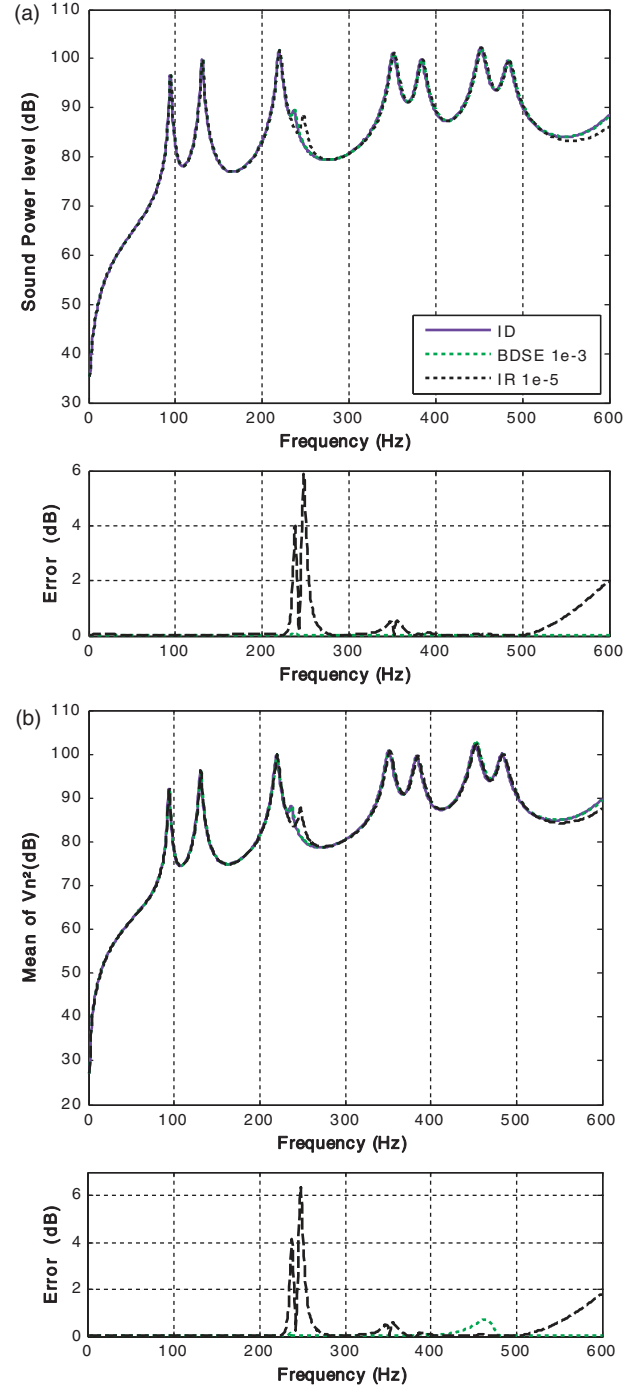 (a)
110
100
90
80
70
60
50
40
30
Sound Power level (dB)
ID
BDSE 1e-3
IR 1e-5
0 100 200 300 400 500 600
Frequency (Hz)
6
4
2
0
Error (dB)
0 100 200 300 400 500 600
Frequency (Hz)
(b)
110
100
90
80
70
60
50
40
30
20
Mean of Vn²(dB)
0 100 200 300 400 500 600
Frequency (Hz)
6
4
2
0
Error (dB)
0 100 200 300 400 500 600
Frequency (Hz)